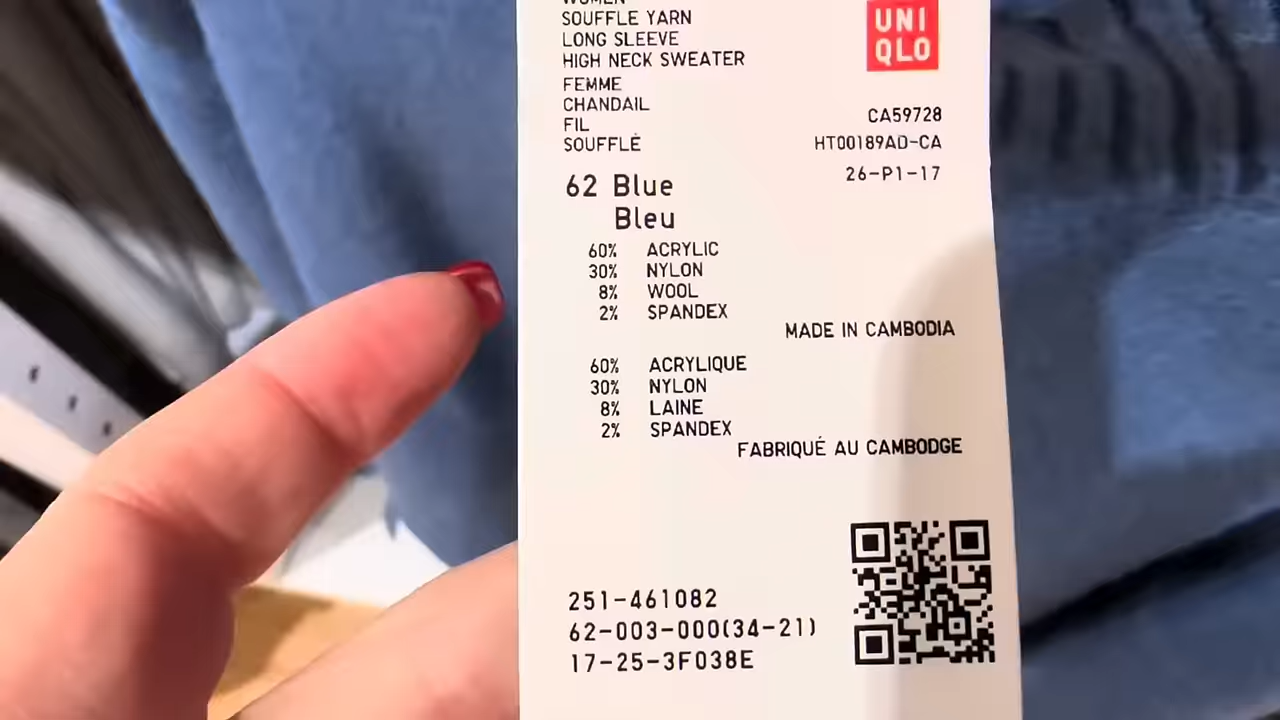 WOMEN
SOUFFLE YARN
LONG SLEEVE
HIGH NECK SWEATER
FEMME
CHANDAIL
FIL
SOUFFLÉ
UNI
QLO
CA59728
HT00189AD-CA
26-P1-17
62 Blue
Bleu
60% ACRYLIC
30% NYLON
8% WOOL
2% SPANDEX
MADE IN CAMBODIA
60% ACRYLIQUE
30% NYLON
8% LAINE
2% SPANDEX
FABRIQUÉ AU CAMBODGE
251-461082
62-003-000(34-21)
17-25-3F038E